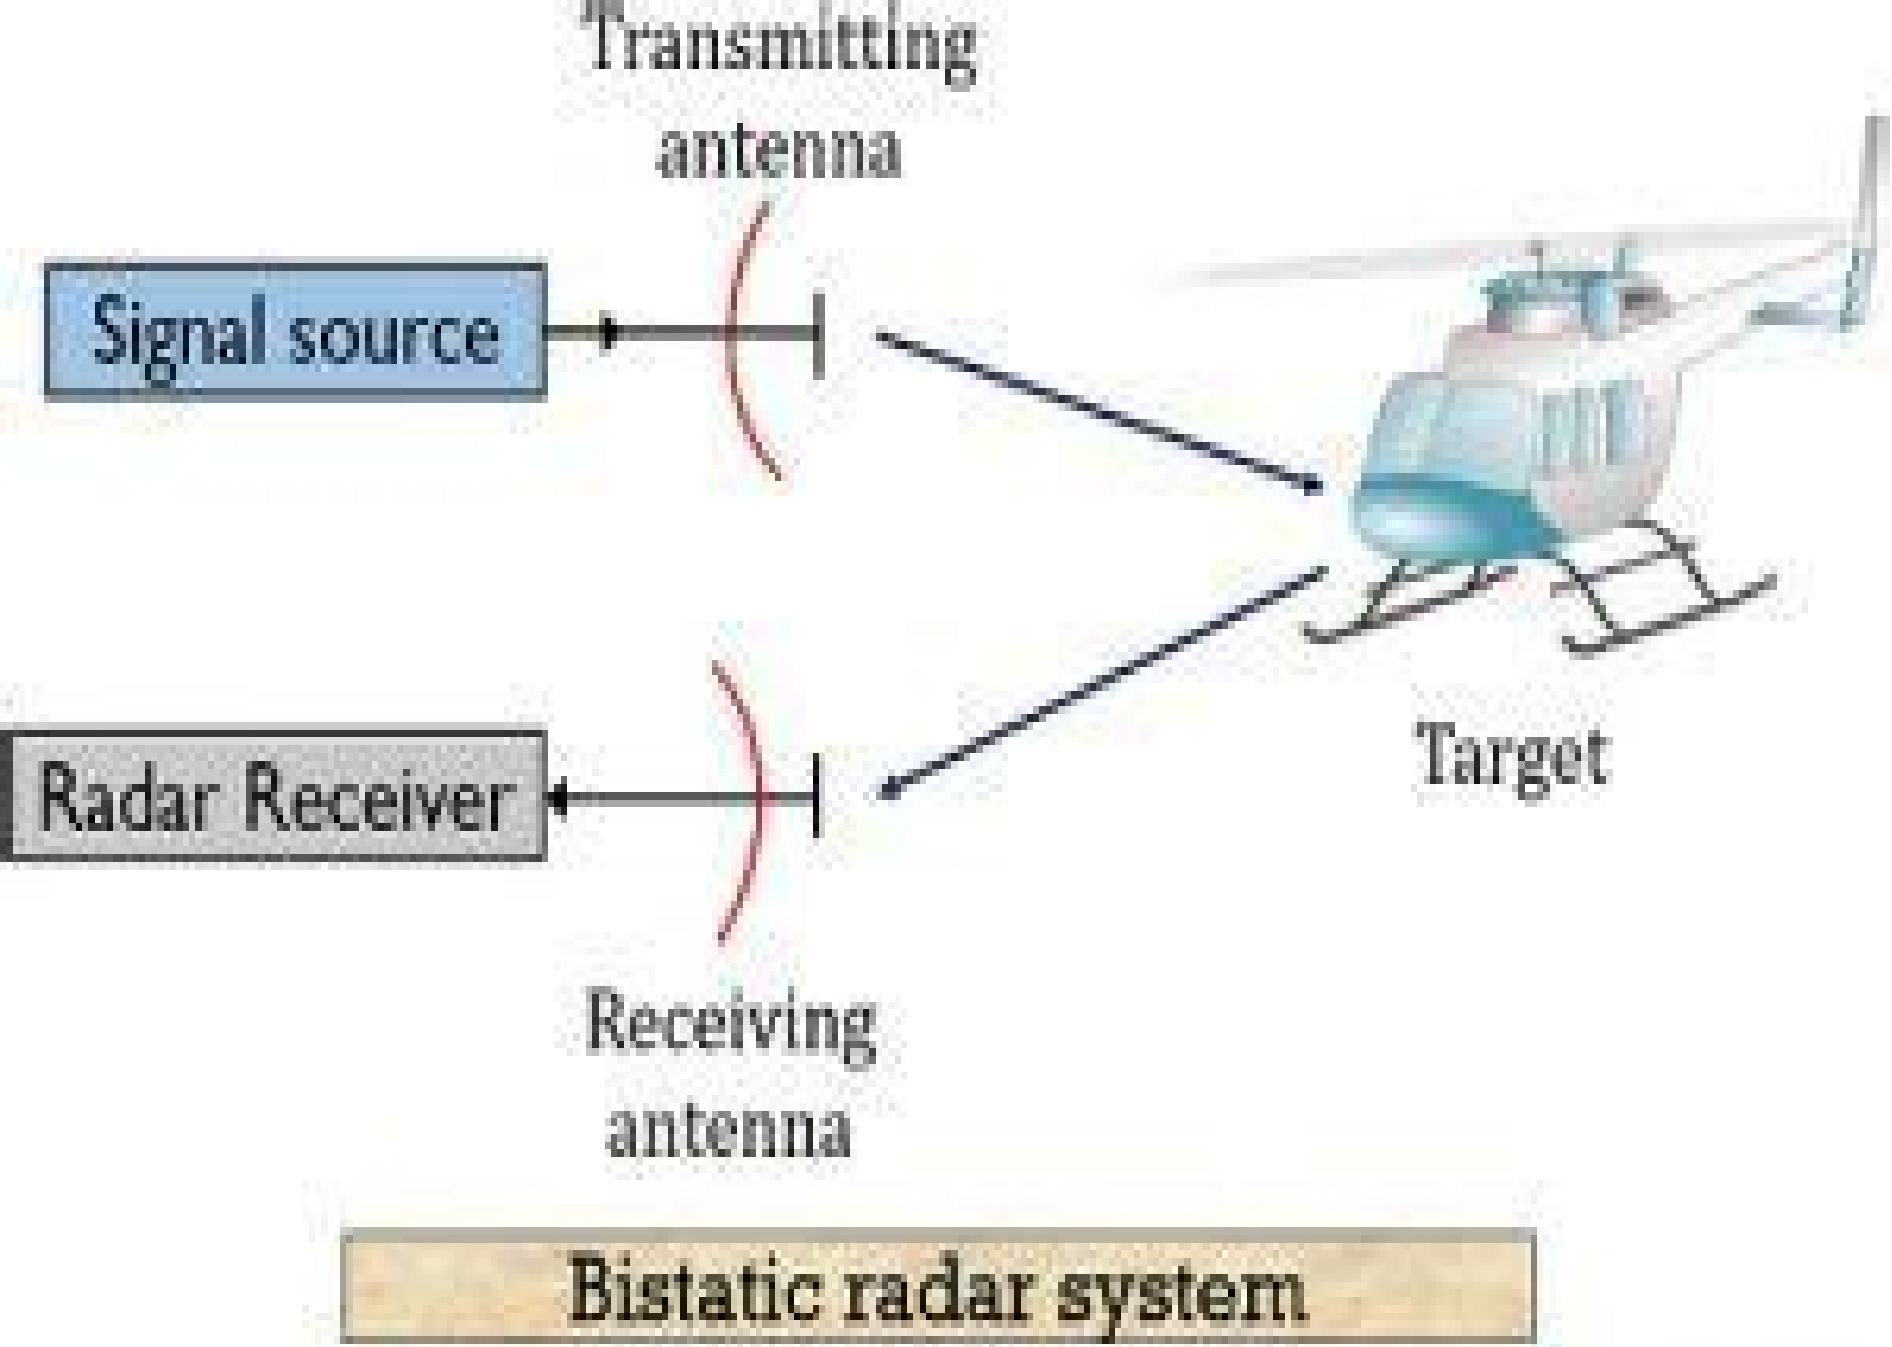 Transmitting
antenna
Signal source
Target
Radar Receiver
Receiving
antenna
Bistatic radar system